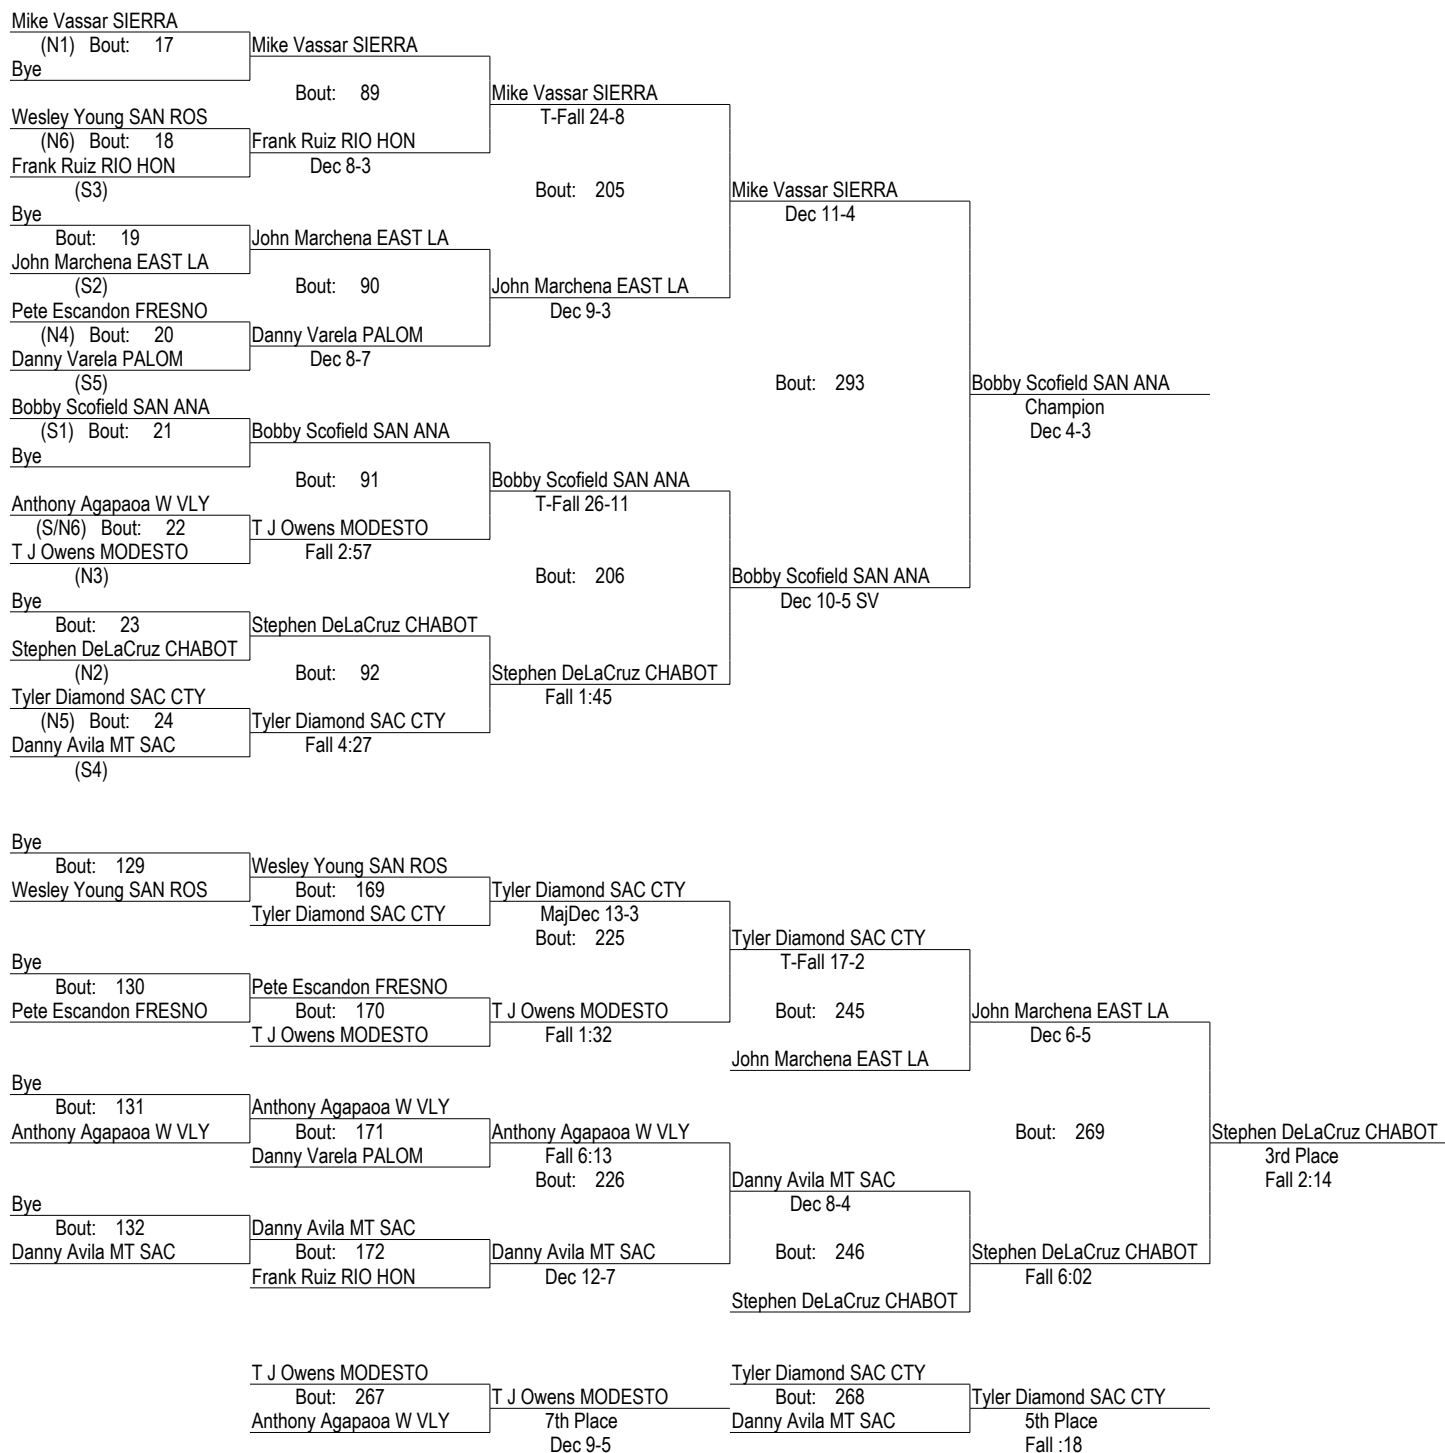 Mike Vassar SIERRA
(N1) Bout: 17 Mike Vassar SIERRA
Bye
Bout: 89 Mike Vassar SIERRA
Wesley Young SAN ROS T-Fall 24-8
(N6) Bout: 18 Frank Ruiz RIO HON
Frank Ruiz RIO HON Dec 8-3
(S3) Bout: 205 Mike Vassar SIERRA
Bye Dec 11-4
Bout: 19 John Marchena EAST LA
John Marchena EAST LA
(S2) Bout: 90 John Marchena EAST LA
Pete Escandon FRESNO Dec 9-3
(N4) Bout: 20 Danny Varela PALOM
Danny Varela PALOM Dec 8-7
(S5) Bout: 293 Bobby Scofield SAN ANA
Bobby Scofield SAN ANA Champion
(S1) Bout: 21 Bobby Scofield SAN ANA Dec 4-3
Bye
Bout: 91 Bobby Scofield SAN ANA
Anthony Agapaoa W VLY T-Fall 26-11
(S/N6) Bout: 22 T J Owens MODESTO
T J Owens MODESTO Fall 2:57
(N3) Bout: 206 Bobby Scofield SAN ANA
Bye Dec 10-5 SV
Bout: 23 Stephen DeLaCruz CHABOT
Stephen DeLaCruz CHABOT
(N2) Bout: 92 Stephen DeLaCruz CHABOT
Tyler Diamond SAC CTY Fall 1:45
(N5) Bout: 24 Tyler Diamond SAC CTY
Danny Avila MT SAC Fall 4:27
(S4)
Bye
Bout: 129 Wesley Young SAN ROS
Wesley Young SAN ROS Bout: 169 Tyler Diamond SAC CTY
Tyler Diamond SAC CTY MajDec 13-3
Bout: 225 Tyler Diamond SAC CTY
Bye T-Fall 17-2
Bout: 130 Pete Escandon FRESNO
Pete Escandon FRESNO Bout: 170 T J Owens MODESTO Bout: 245 John Marchena EAST LA
T J Owens MODESTO Fall 1:32 Dec 6-5
John Marchena EAST LA
Bye
Bout: 131 Anthony Agapaoa W VLY
Anthony Agapaoa W VLY Bout: 171 Anthony Agapaoa W VLY Bout: 269 Stephen DeLaCruz CHABOT
Danny Varela PALOM Fall 6:13 3rd Place
Bout: 226 Danny Avila MT SAC Fall 2:14
Bye Dec 8-4
Bout: 132 Danny Avila MT SAC
Danny Avila MT SAC Bout: 172 Danny Avila MT SAC Bout: 246 Stephen DeLaCruz CHABOT
Frank Ruiz RIO HON Dec 12-7 Fall 6:02
Stephen DeLaCruz CHABOT
T J Owens MODESTO Tyler Diamond SAC CTY
Bout: 267 T J Owens MODESTO Bout: 268 Tyler Diamond SAC CTY
Anthony Agapaoa W VLY 7th Place Danny Avila MT SAC 5th Place
Dec 9-5 Fall :18